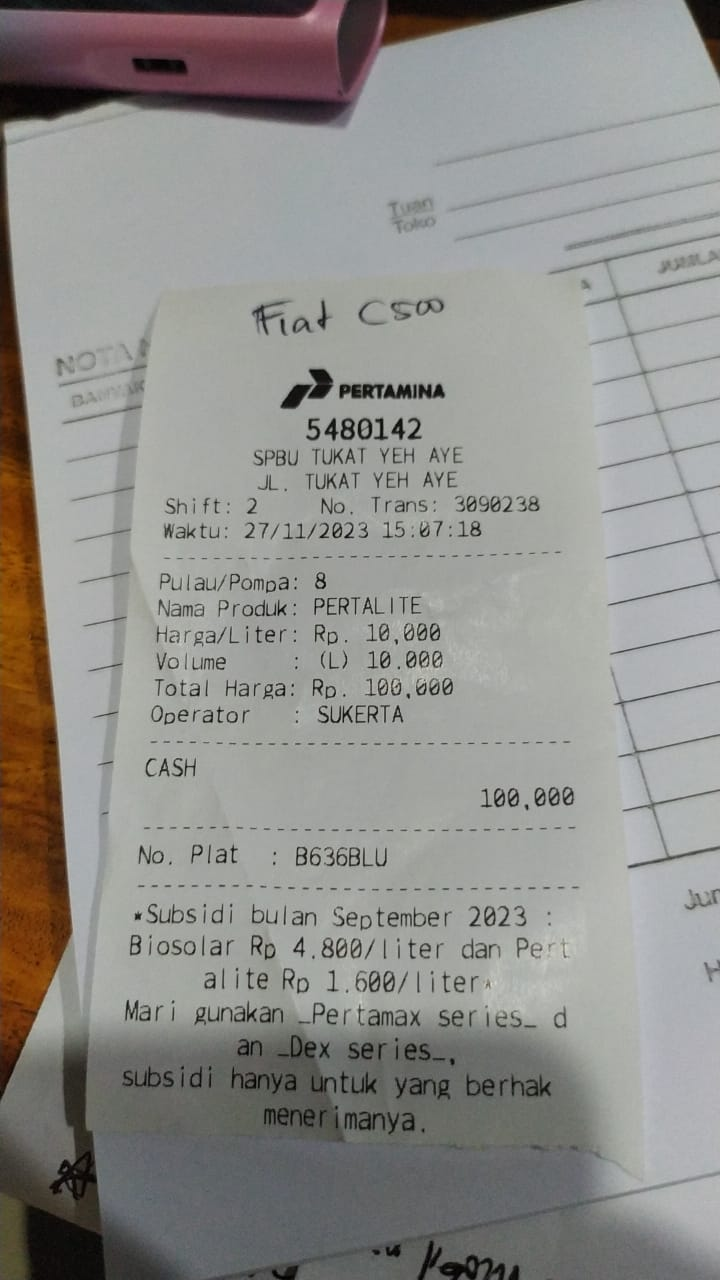 Tuan
Toko
JUMLA
NOTA
BANYAK
Fiat C500
PERTAMINA
5480142
SPBU TUKAT YEH AYE
JL. TUKAT YEH AYE
Shift: 2 No. Trans: 3090238
Waktu: 27/11/2023 15:07:18
Pulau/Pompa: 8
Nama Produk: PERTALITE
Harga/Liter: Rp. 10,000
Volume : (L) 10.000
Total Harga: Rp. 100,000
Operator : SUKERTA
CASH
100,000
No. Plat : B636BLU
*Subsidi bulan September 2023 :
Biosolar Rp 4.800/liter dan Pert
alite Rp 1.600/liter*
Mari gunakan _Pertamax series_ d
an _Dex series_,
subsidi hanya untuk yang berhak
menerimanya.